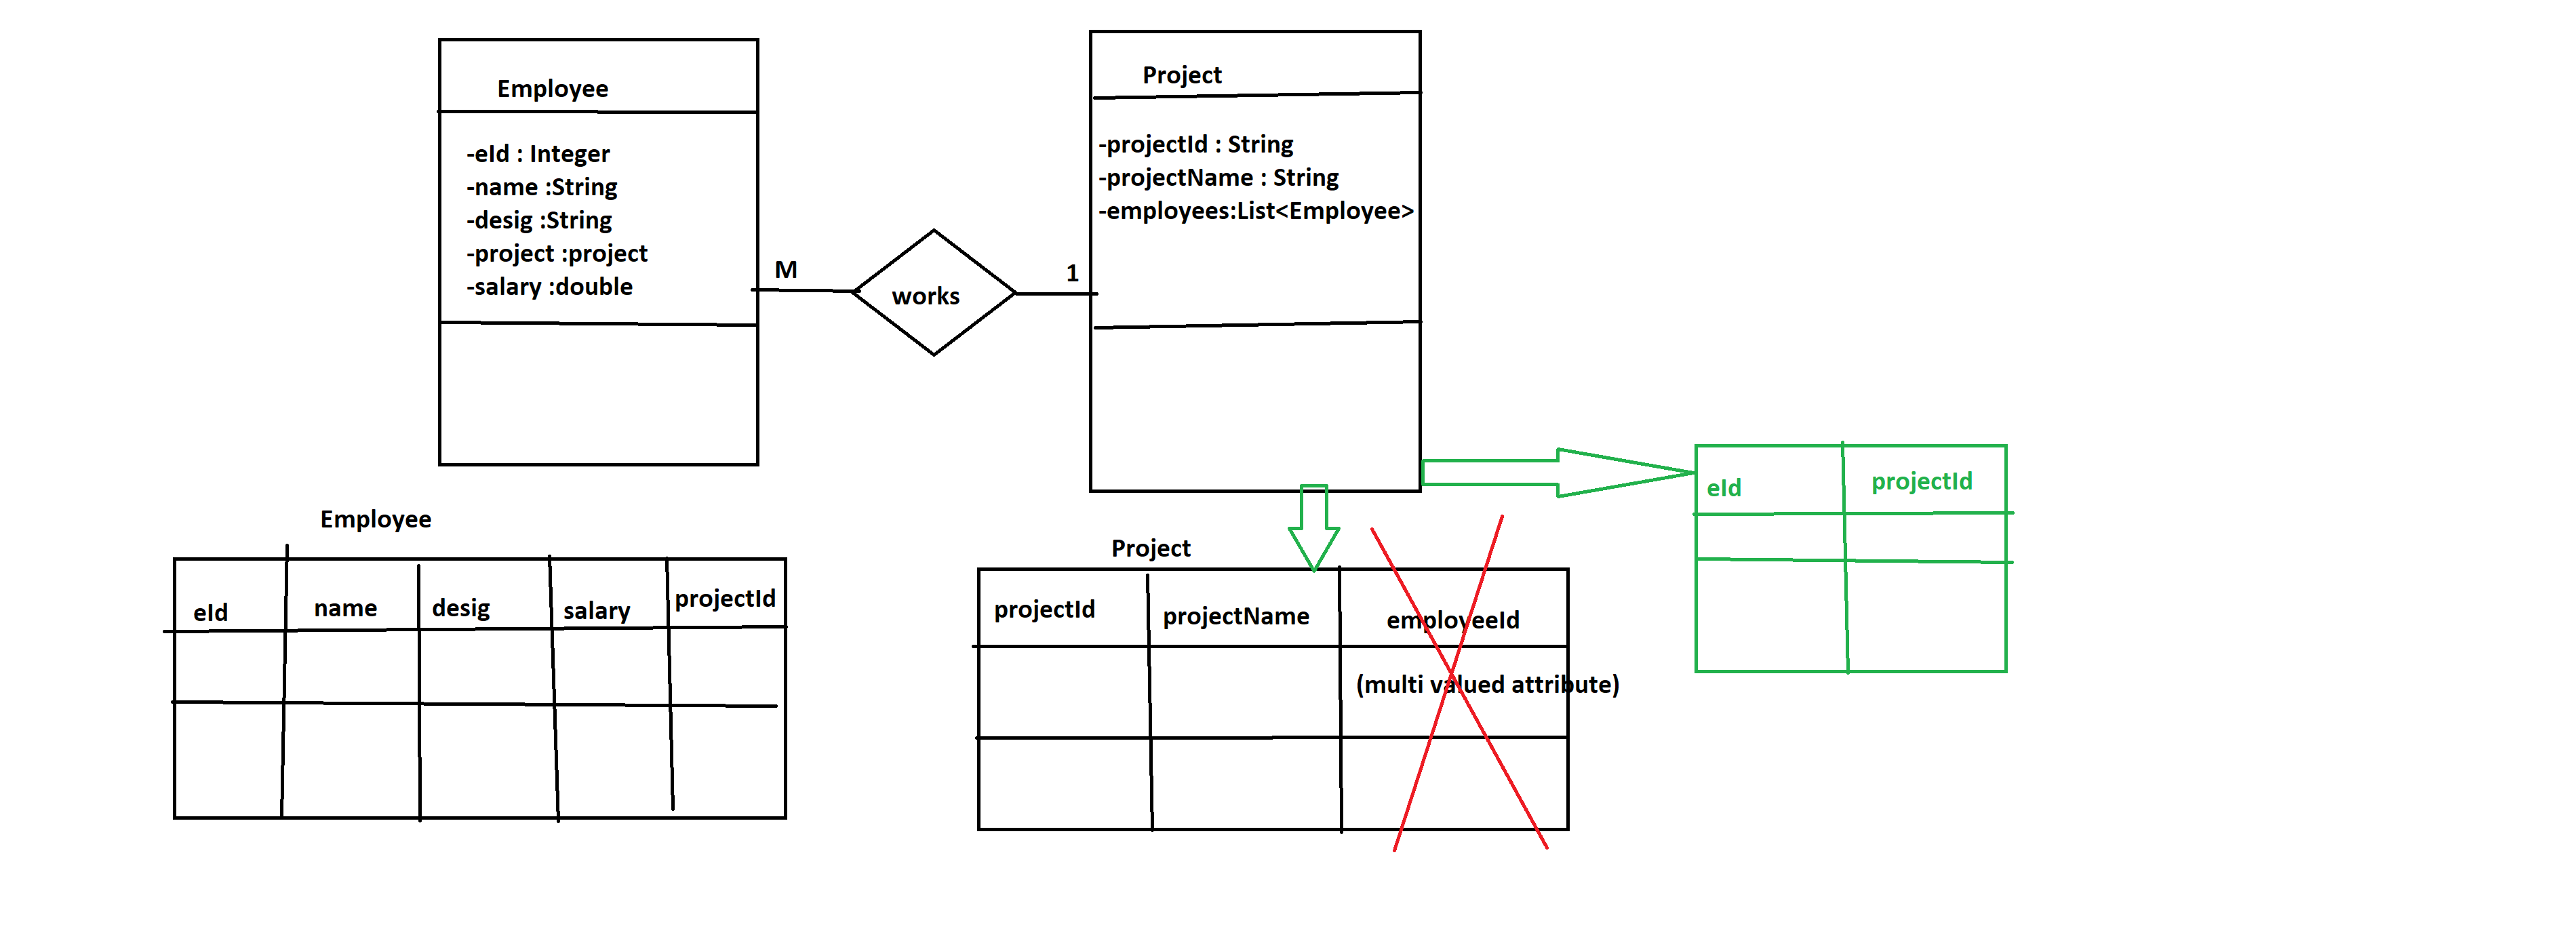 Employee
-eId : Integer
-name :String
-desig :String
-project :project
-salary :double
M
works
1
Project
-projectId : String
-projectName : String
-employees:List<Employee>
Employee
eId name desig salary projectId
Project
projectId projectName employeeId
(multi valued attribute)
eId projectId